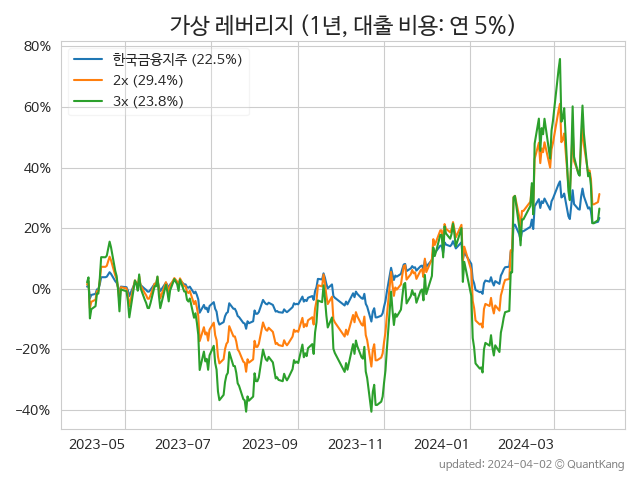 가상 레버리지 (1년, 대출 비용: 연 5%)
한국금융지주 (22.5%)
2x (29.4%)
3x (23.8%)
80%
60%
40%
20%
0%
−20%
−40%
2023-05
2023-07
2023-09
2023-11
2024-01
2024-03
updated: 2024-04-02 © QuantKang